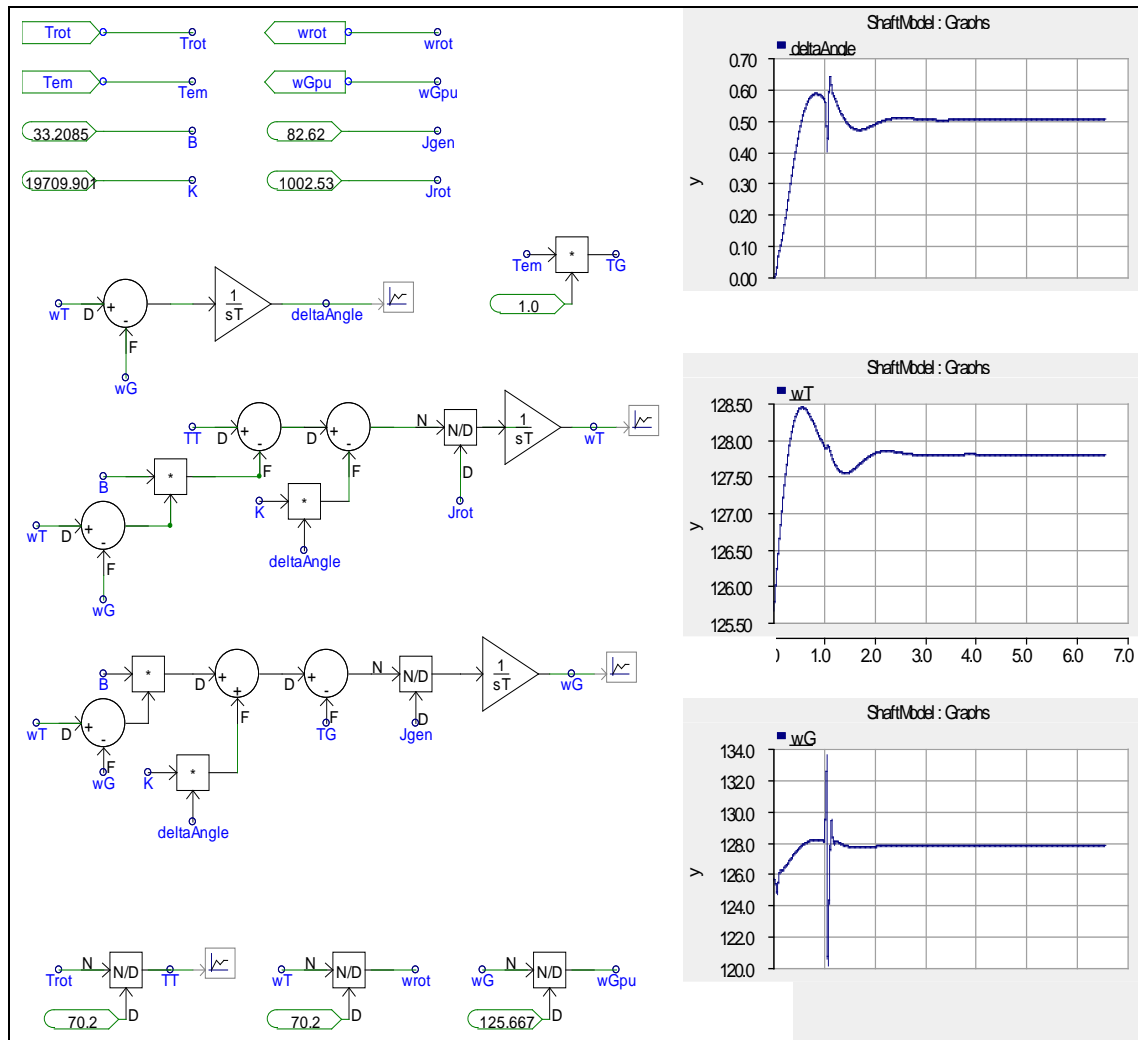 Trot Trot wrot wrot
Tem Tem wGpu wGpu
33.2085 B 82.62 Jgen
19709.901 K 1002.53 Jrot
Tem * TG
1.0
wT D + - F wG
1 sT
deltaAngle
TT D + - F D + - F N N/D D Jrot
1 sT
wT
B *
K *
deltaAngle
wT D + - F
wG
B * D + + F D + - F N N/D D
1 sT
wG
TG Jgen
wT D + - F
wG K *
deltaAngle
Trot N N/D TT
D
70.2
wT N N/D wrot
D
70.2
wG N N/D wGpu
D
125.667
ShaftModel : Graphs
deltaAngle
0.70
0.60
0.50
0.40
0.30
0.20
0.10
0.00
y
ShaftModel : Graphs
wT
128.50
128.00
127.50
127.00
126.50
126.00
125.50
y
1.0 2.0 3.0 4.0 5.0 6.0 7.0
ShaftModel : Graphs
wG
134.0
132.0
130.0
128.0
126.0
124.0
122.0
120.0
y